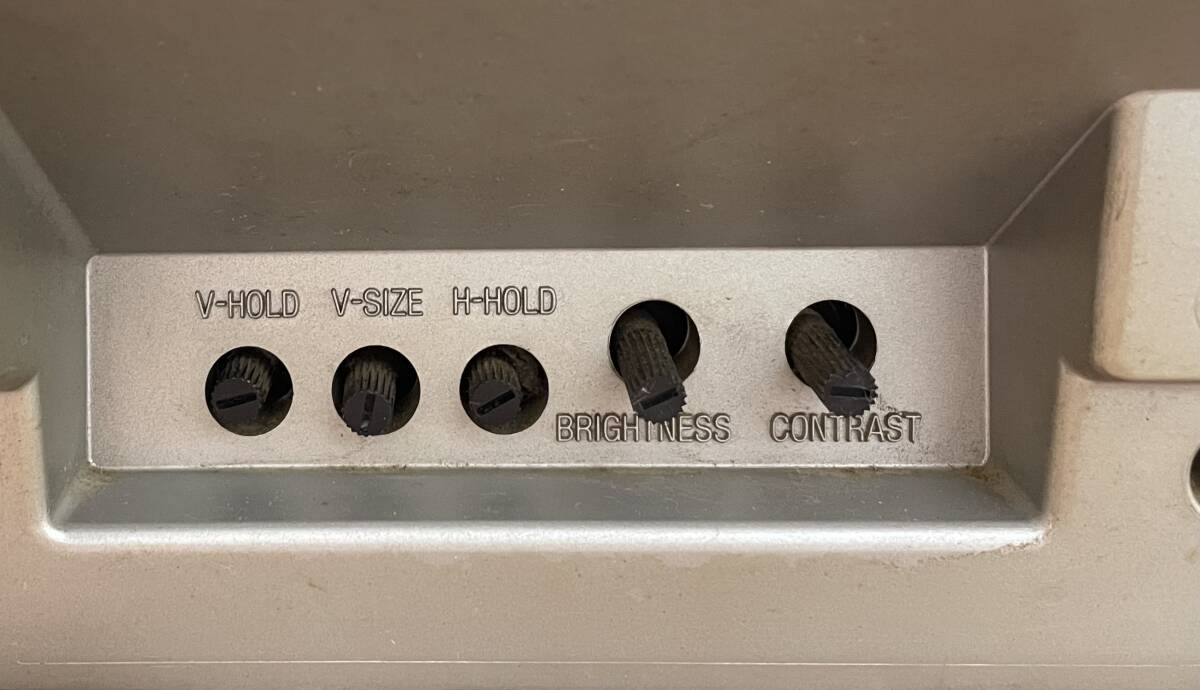 V-HOLD V-SIZE H-HOLD
BRIGHTNESS CONTRAST